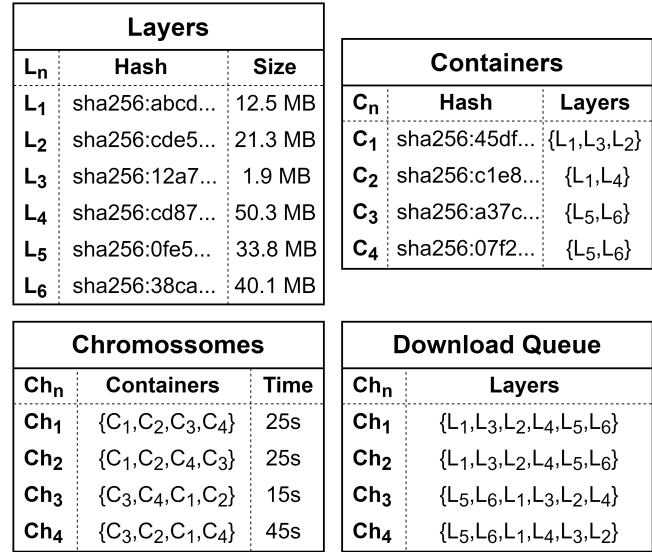 Layers
Ln Hash Size
L1 sha256:abcd... 12.5 MB
L2 sha256:cde5... 21.3 MB
L3 sha256:12a7... 1.9 MB
L4 sha256:cd87... 50.3 MB
L5 sha256:0fe5... 33.8 MB
L6 sha256:38ca... 40.1 MB
Containers
Cn Hash Layers
C1 sha256:45df... {L1,L3,L2}
C2 sha256:c1e8... {L1,L4}
C3 sha256:a37c... {L5,L6}
C4 sha256:07f2... {L5,L6}
Chromossomes
Chn Containers Time
Ch1 {C1,C2,C3,C4} 25s
Ch2 {C1,C2,C4,C3} 25s
Ch3 {C3,C4,C1,C2} 15s
Ch4 {C3,C2,C1,C4} 45s
Download Queue
Chn Layers
Ch1 {L1,L3,L2,L4,L5,L6}
Ch2 {L1,L3,L2,L4,L5,L6}
Ch3 {L5,L6,L1,L3,L2,L4}
Ch4 {L5,L6,L1,L4,L3,L2}